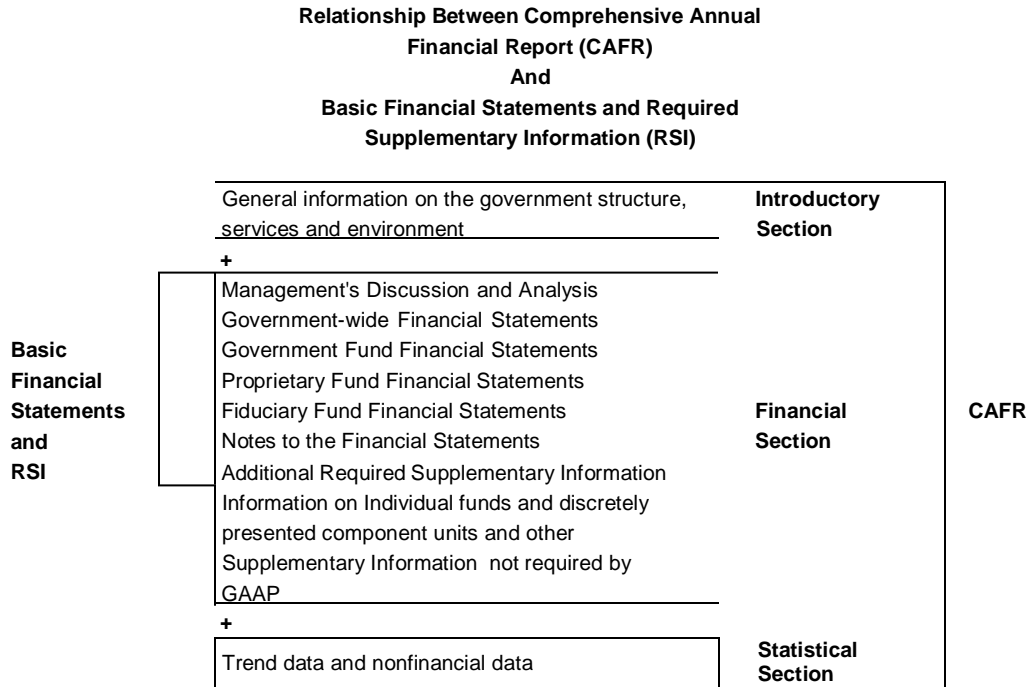 Relationship Between Comprehensive Annual
Financial Report (CAFR)
And
Basic Financial Statements and Required
Supplementary Information (RSI)
General information on the government structure,
services and environment
Introductory
Section
+
Basic
Financial
Statements
and
RSI
Management's Discussion and Analysis
Government-wide Financial Statements
Government Fund Financial Statements
Proprietary Fund Financial Statements
Fiduciary Fund Financial Statements
Notes to the Financial Statements
Additional Required Supplementary Information
Information on Individual funds and discretely
presented component units and other
Supplementary Information not required by
GAAP
Financial
Section
CAFR
+
Trend data and nonfinancial data
Statistical
Section